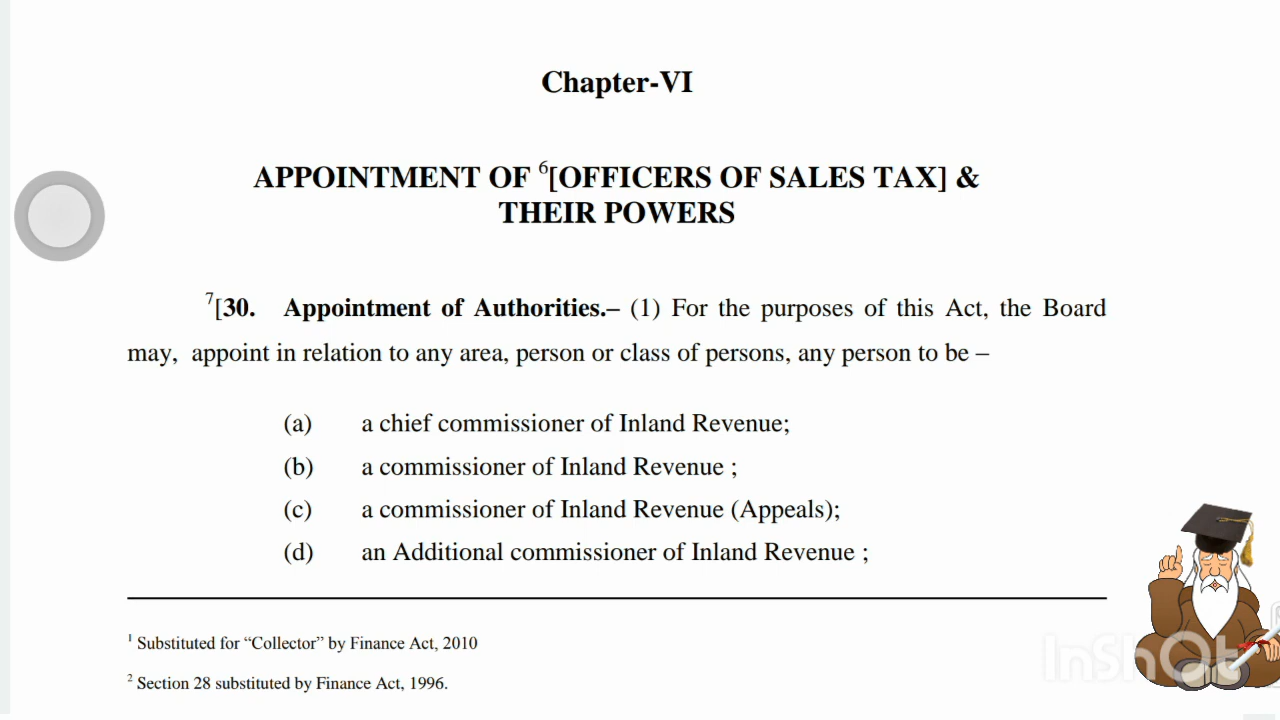 Chapter-VI
APPOINTMENT OF 6[OFFICERS OF SALES TAX] &
THEIR POWERS
7[30. Appointment of Authorities.– (1) For the purposes of this Act, the Board
may, appoint in relation to any area, person or class of persons, any person to be –
(a) a chief commissioner of Inland Revenue;
(b) a commissioner of Inland Revenue ;
(c) a commissioner of Inland Revenue (Appeals);
(d) an Additional commissioner of Inland Revenue ;
1 Substituted for “Collector” by Finance Act, 2010
2 Section 28 substituted by Finance Act, 1996.
InShOt